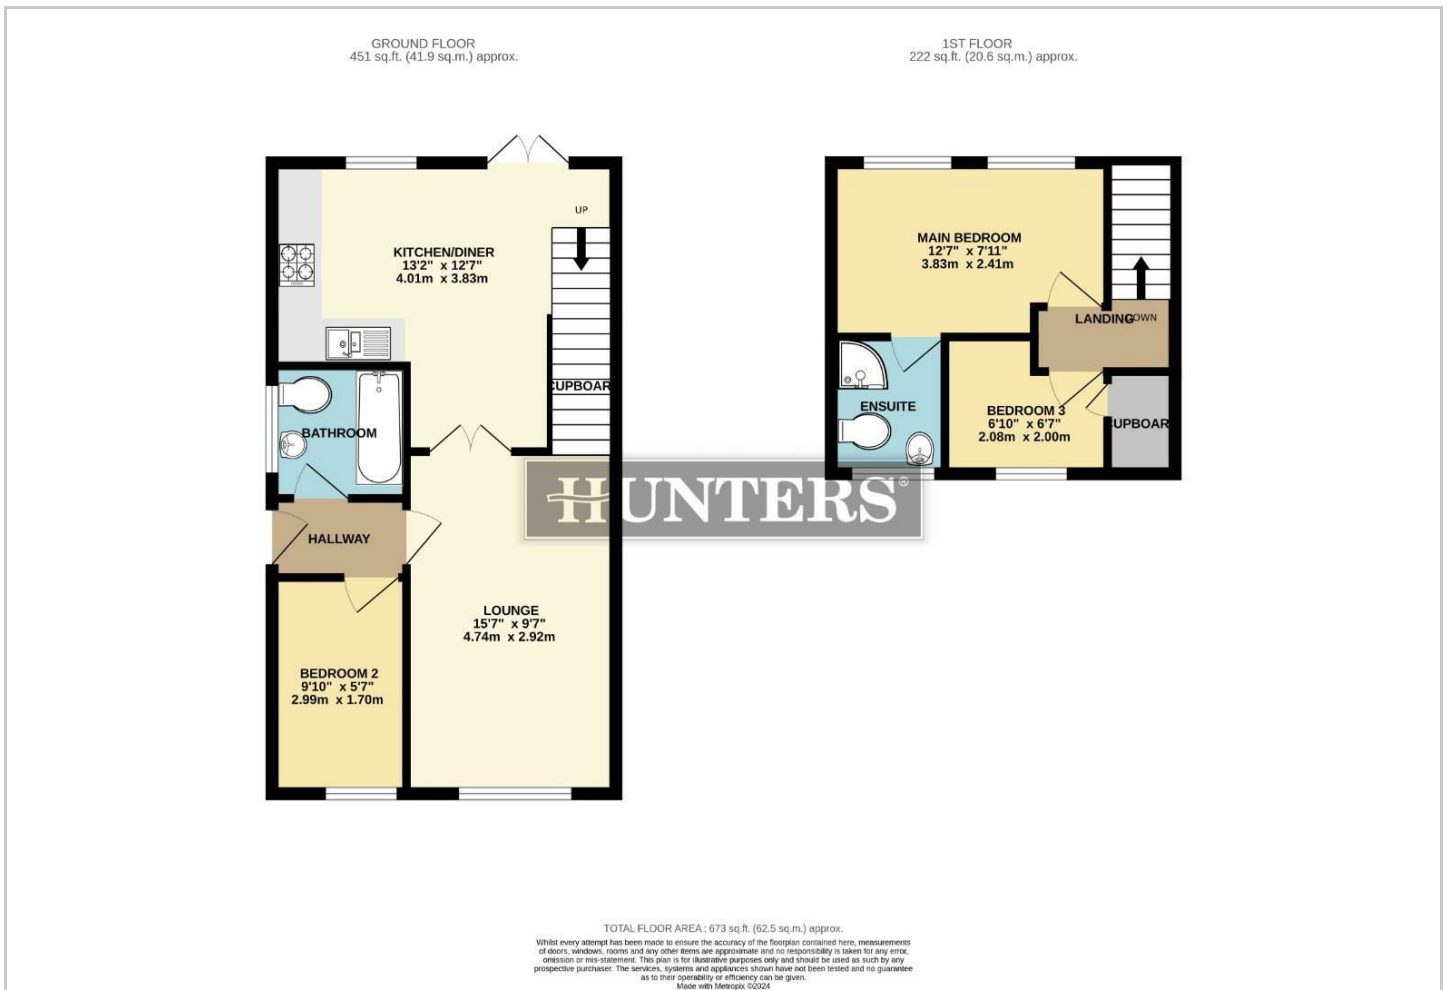 GROUND FLOOR
451 sq.ft. (41.9 sq.m.) approx.
1ST FLOOR
222 sq.ft. (20.6 sq.m.) approx.
UP
KITCHEN/DINER
13'2" x 12'7"
4.01m x 3.83m
CUPBOAR
BATHROOM
HALLWAY
LOUNGE
15'7" x 9'7"
4.74m x 2.92m
BEDROOM 2
9'10" x 5'7"
2.99m x 1.70m
MAIN BEDROOM
12'7" x 7'11"
3.83m x 2.41m
LANDING
DOWN
ENSUITE
BEDROOM 3
6'10" x 6'7"
2.08m x 2.00m
CUPBOAR
HUNTERS®
TOTAL FLOOR AREA : 673 sq.ft. (62.5 sq.m.) approx.
Whilst every attempt has been made to ensure the accuracy of the floorplan contained here, measurements
of doors, windows, rooms and any other items are approximate and no responsibility is taken for any error,
omission or mis-statement. This plan is for illustrative purposes only and should be used as such by any
prospective purchaser. The services, systems and appliances shown have not been tested and no guarantee
as to their operability or efficiency can be given.
Made with Metropix ©2024